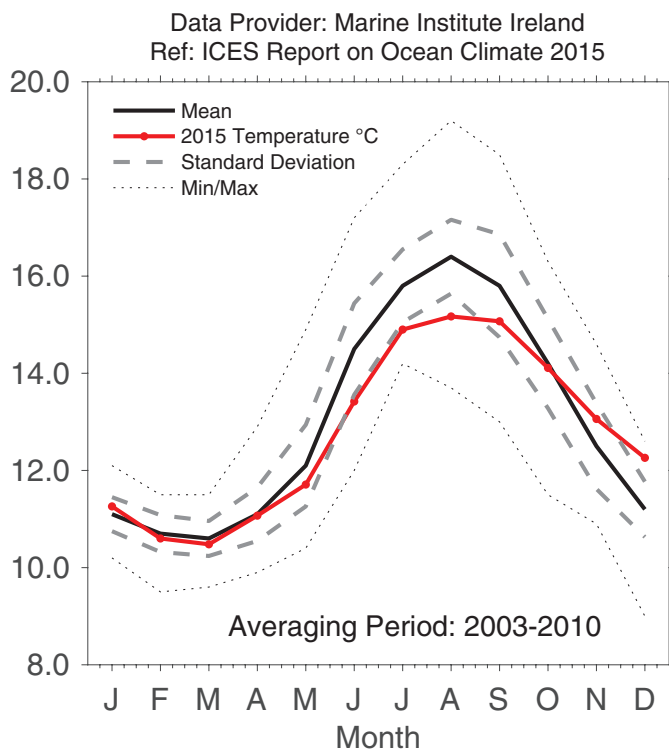 Data Provider: Marine Institute Ireland
Ref: ICES Report on Ocean Climate 2015
20.0
18.0
16.0
14.0
12.0
10.0
8.0
Mean
2015 Temperature °C
Standard Deviation
Min/Max
Averaging Period: 2003-2010
J F M A M J J A S O N D
Month